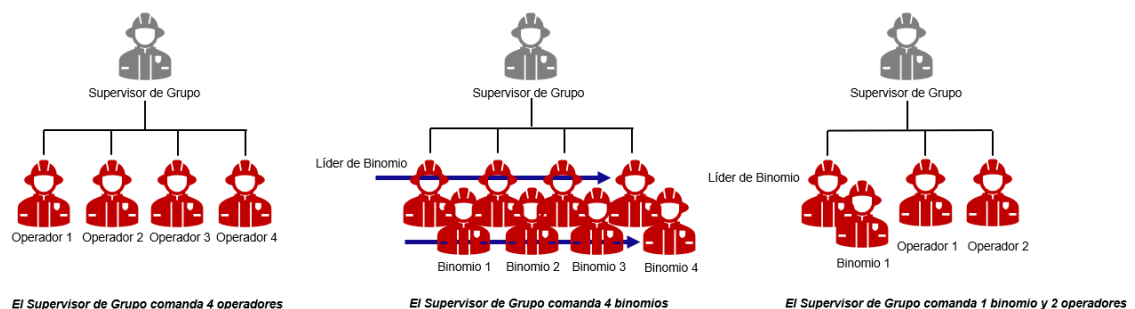 Supervisor de Grupo
Operador 1
Operador 2
Operador 3
Operador 4
El Supervisor de Grupo comanda 4 operadores
Supervisor de Grupo
Líder de Binomio
Binomio 1
Binomio 2
Binomio 3
Binomio 4
El Supervisor de Grupo comanda 4 binomios
Supervisor de Grupo
Líder de Binomio
Operador 1
Operador 2
Binomio 1
El Supervisor de Grupo comanda 1 binomio y 2 operadores